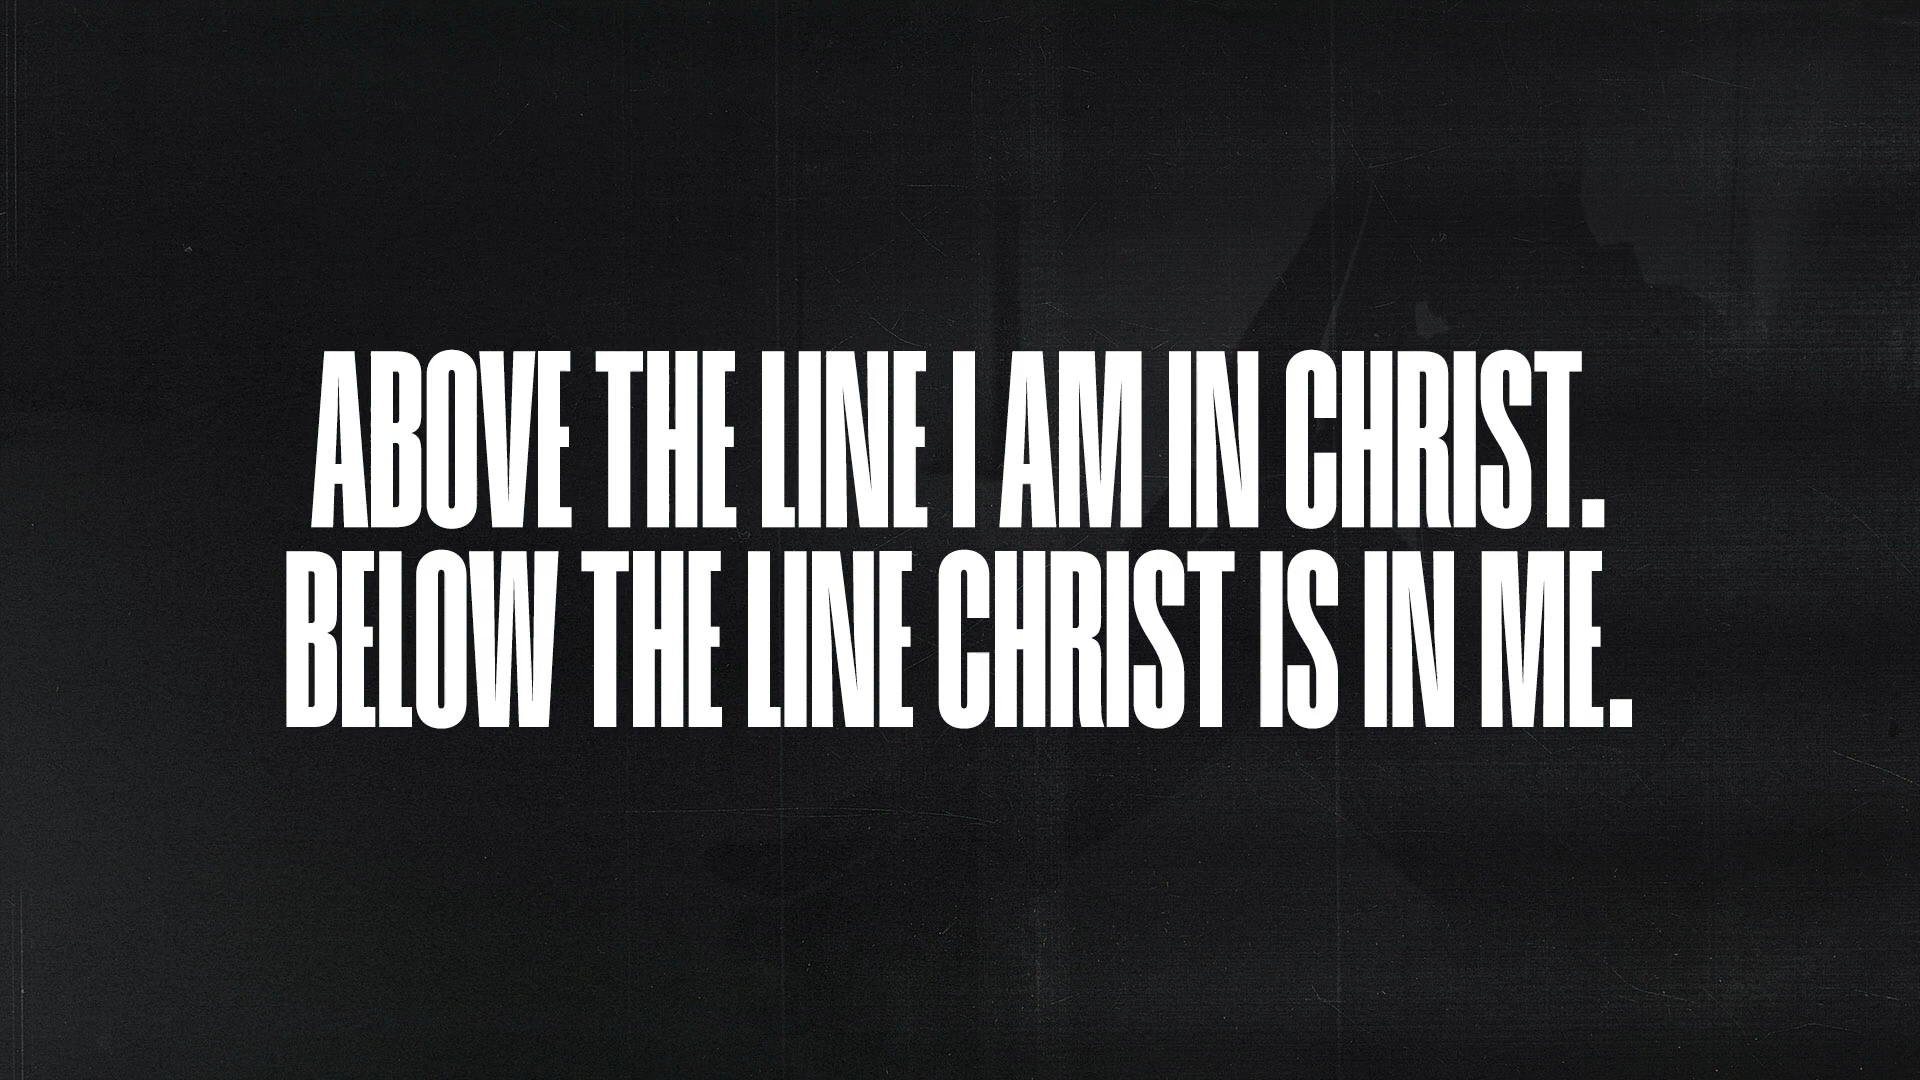 ABOVE THE LINE I AM IN CHRIST.
BELOW THE LINE CHRIST IS IN ME.